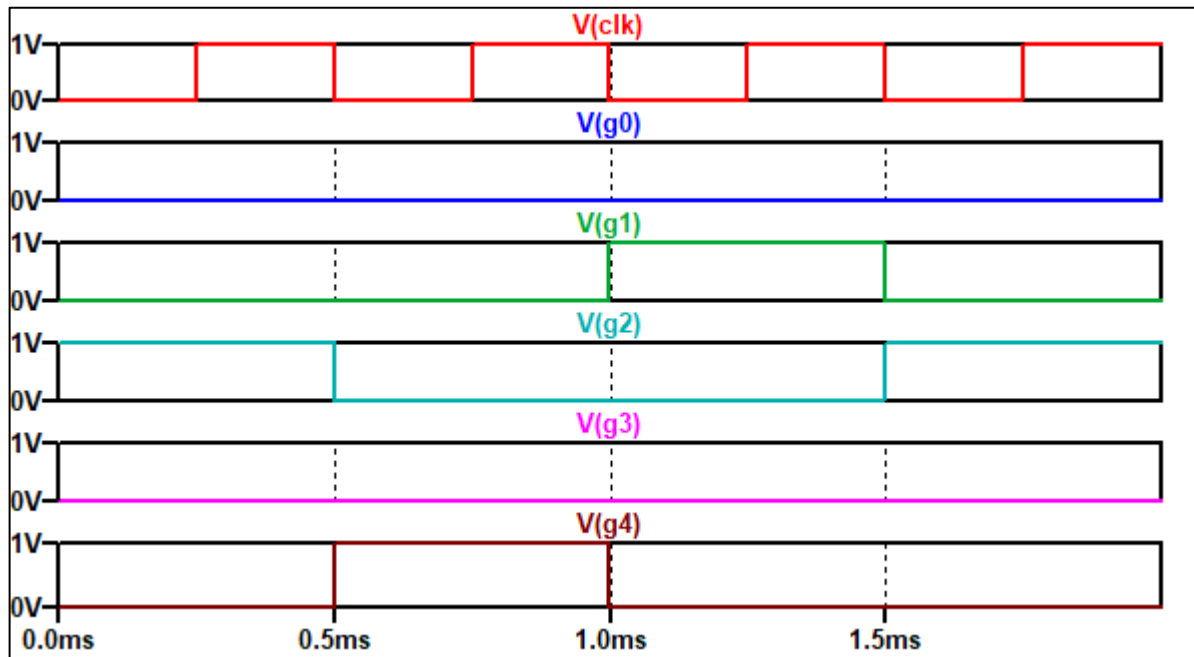 V(clk)
1V
0V
V(g0)
1V
0V
V(g1)
1V
0V
V(g2)
1V
0V
V(g3)
1V
0V
V(g4)
1V
0V
0.0ms 0.5ms 1.0ms 1.5ms